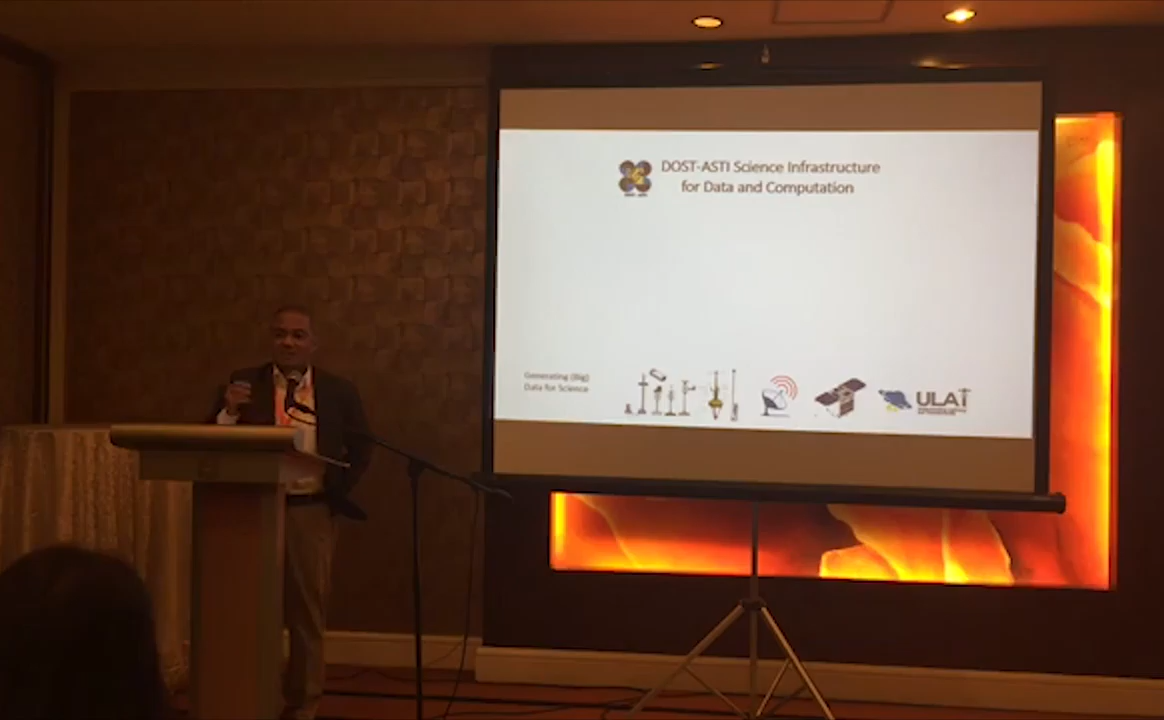 DOST-ASTI Science Infrastructure
for Data and Computation
Generating (Big)
Data for Science
ULAT